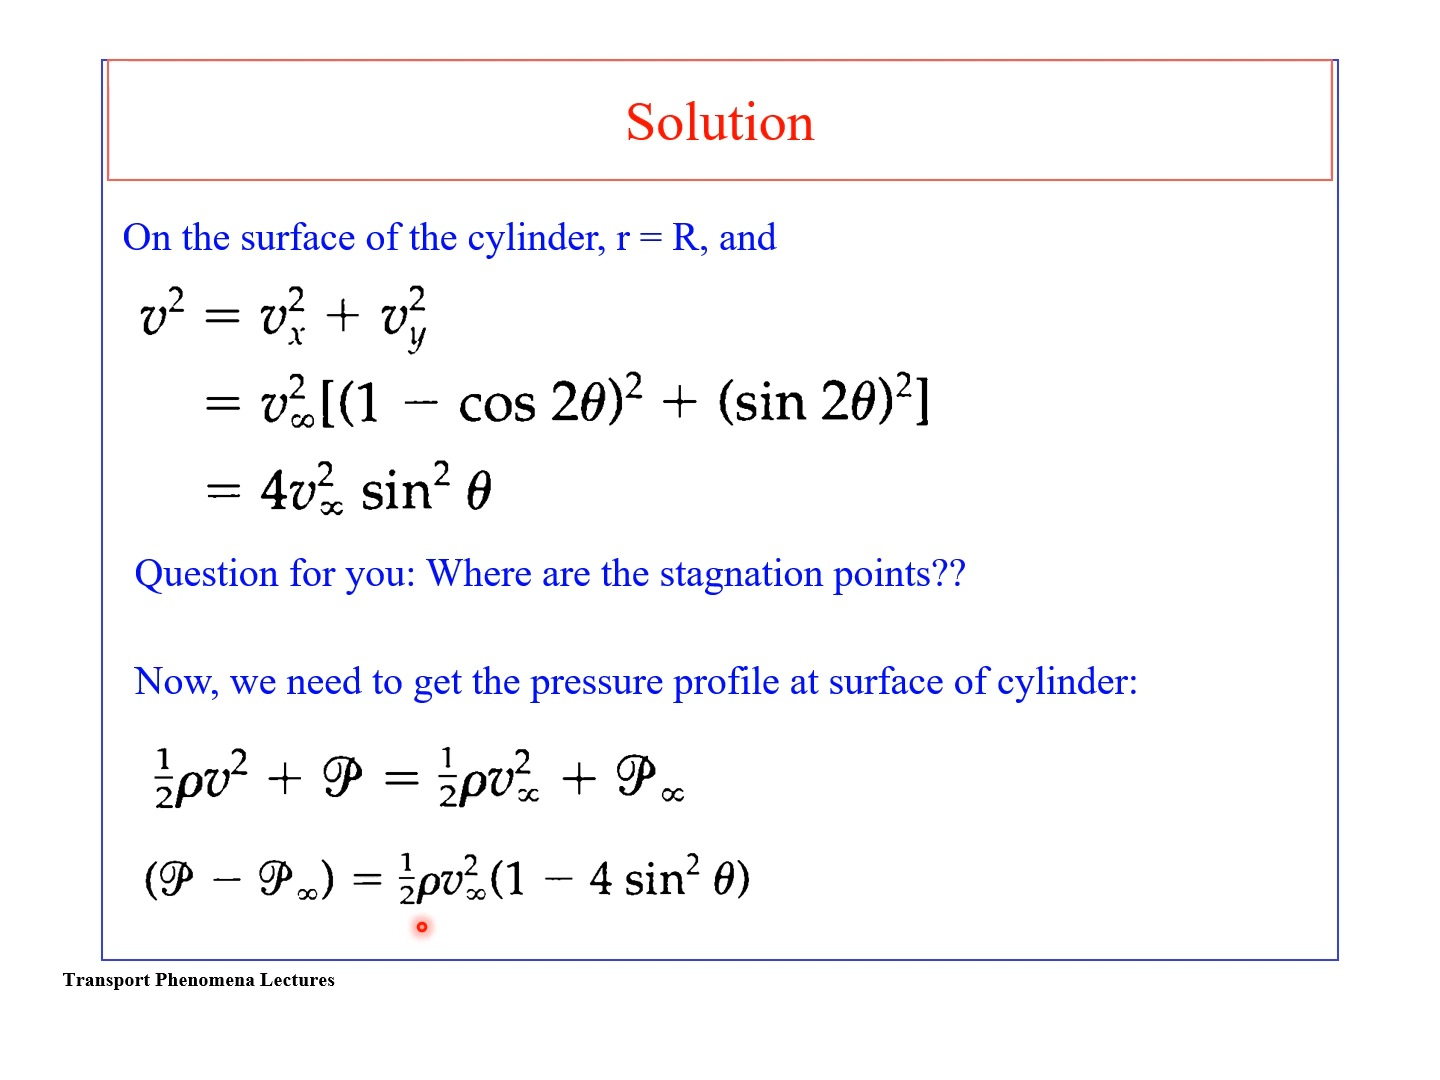 Solution
On the surface of the cylinder, r = R, and
v² = vₓ² + v_y²
= v_∞²[(1 − cos 2θ)² + (sin 2θ)²]
= 4v_∞² sin² θ
Question for you: Where are the stagnation points??
Now, we need to get the pressure profile at surface of cylinder:
½ρv² + 𝒫 = ½ρv_∞² + 𝒫_∞
(𝒫 − 𝒫_∞) = ½ρv_∞²(1 − 4 sin² θ)
Transport Phenomena Lectures